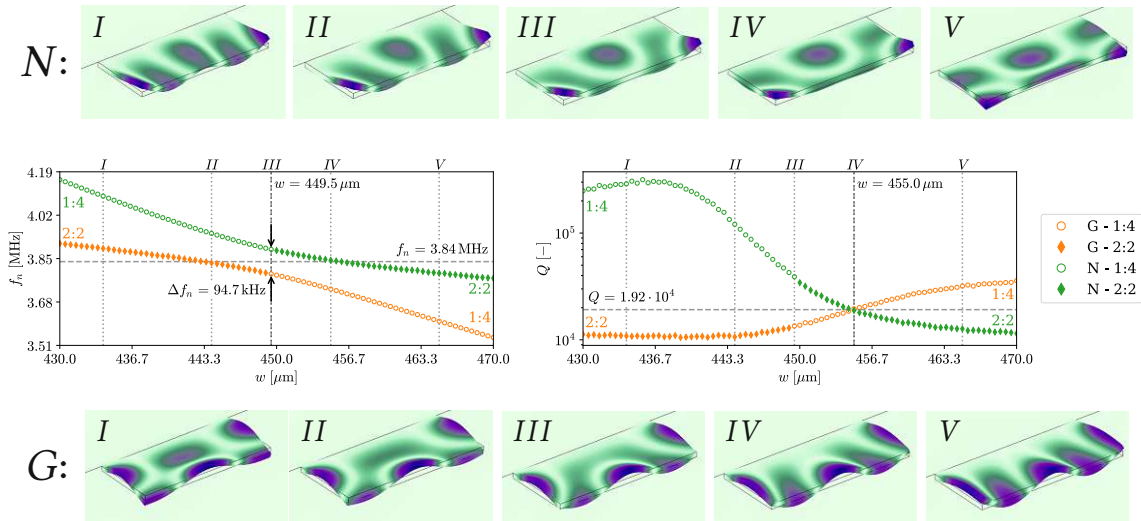 N:
I
II
III
IV
V
I
II
III
IV
V
4.19
4.02
3.85
3.68
3.51
f_n [MHz]
1:4
2:2
w = 449.5 μm
f_n = 3.84 MHz
Δf_n = 94.7 kHz
2:2
1:4
430.0
436.7
443.3
450.0
456.7
463.3
470.0
w [μm]
I
II
III
IV
V
10^5
10^4
Q [−]
1:4
2:2
w = 455.0 μm
Q = 1.92 · 10^4
1:4
2:2
430.0
436.7
443.3
450.0
456.7
463.3
470.0
w [μm]
G - 1:4
G - 2:2
N - 1:4
N - 2:2
G:
I
II
III
IV
V